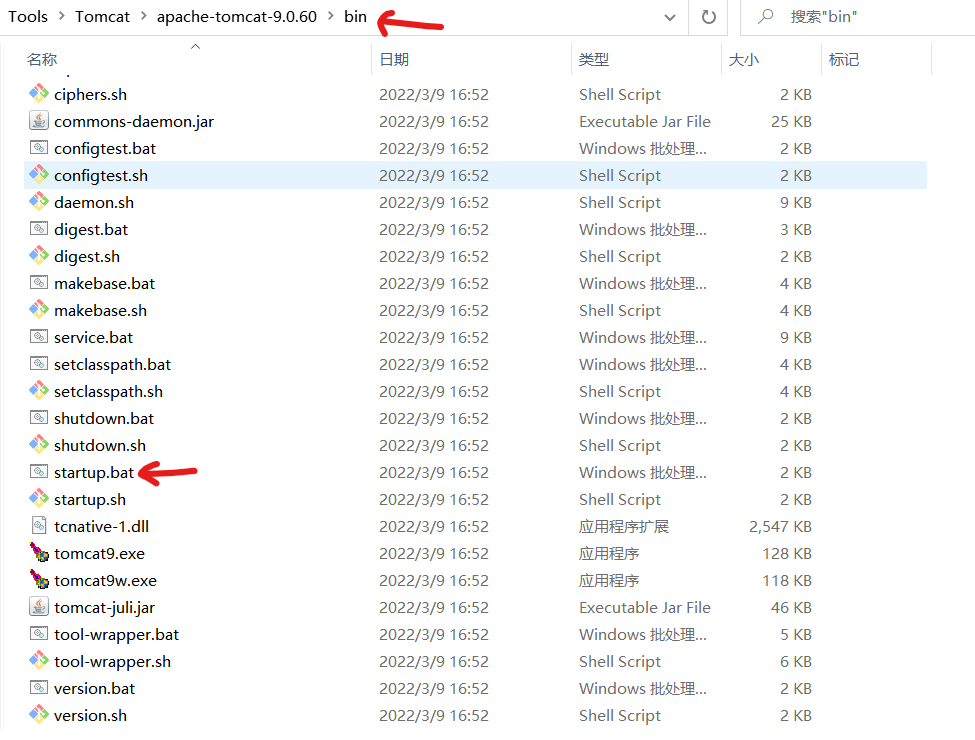 Tools > Tomcat > apache-tomcat-9.0.60 > bin 搜索"bin"
名称 日期 类型 大小 标记
ciphers.sh 2022/3/9 16:52 Shell Script 2 KB
commons-daemon.jar 2022/3/9 16:52 Executable Jar File 25 KB
configtest.bat 2022/3/9 16:52 Windows 批处理... 2 KB
configtest.sh 2022/3/9 16:52 Shell Script 2 KB
daemon.sh 2022/3/9 16:52 Shell Script 9 KB
digest.bat 2022/3/9 16:52 Windows 批处理... 3 KB
digest.sh 2022/3/9 16:52 Shell Script 2 KB
makebase.bat 2022/3/9 16:52 Windows 批处理... 4 KB
makebase.sh 2022/3/9 16:52 Shell Script 4 KB
service.bat 2022/3/9 16:52 Windows 批处理... 9 KB
setclasspath.bat 2022/3/9 16:52 Windows 批处理... 4 KB
setclasspath.sh 2022/3/9 16:52 Shell Script 4 KB
shutdown.bat 2022/3/9 16:52 Windows 批处理... 2 KB
shutdown.sh 2022/3/9 16:52 Shell Script 2 KB
startup.bat 2022/3/9 16:52 Windows 批处理... 2 KB
startup.sh 2022/3/9 16:52 Shell Script 2 KB
tcnative-1.dll 2022/3/9 16:52 应用程序扩展 2,547 KB
tomcat9.exe 2022/3/9 16:52 应用程序 128 KB
tomcat9w.exe 2022/3/9 16:52 应用程序 118 KB
tomcat-juli.jar 2022/3/9 16:52 Executable Jar File 46 KB
tool-wrapper.bat 2022/3/9 16:52 Windows 批处理... 5 KB
tool-wrapper.sh 2022/3/9 16:52 Shell Script 6 KB
version.bat 2022/3/9 16:52 Windows 批处理... 2 KB
version.sh 2022/3/9 16:52 Shell Script 2 KB